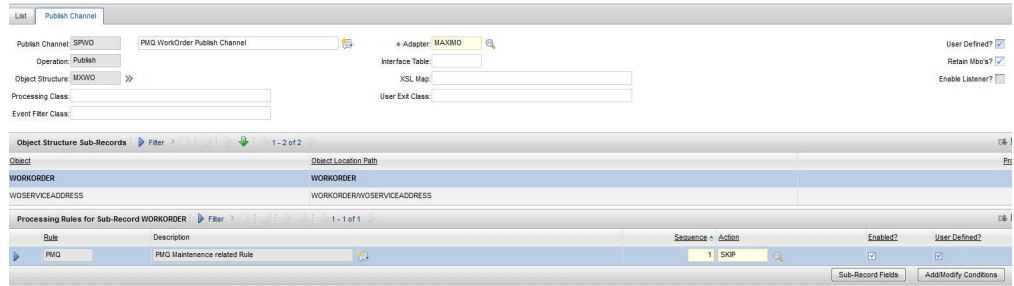 List Publish Channel
Publish Channel: SPWO PMQ WorkOrder Publish Channel Adapter: MAXIMO User Defined?
Operation: Publish Interface Table: Retain Mbo's?
Object Structure: MXWO XSL Map: Enable Listener?
Processing Class: User Exit Class:
Event Filter Class:
Object Structure Sub-Records Filter 1 - 2 of 2
Object Object Location Path
WORKORDER WORKORDER
WOSERVICEADDRESS WORKORDER/WOSERVICEADDRESS
Processing Rules for Sub-Record WORKORDER Filter 1 - 1 of 1
Rule Description Sequence Action Enabled? User Defined?
PMQ PMQ Maintenence related Rule 1 SKIP
Sub-Record Fields Add/Modify Conditions